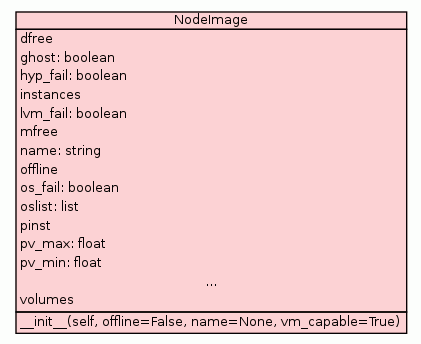 NodeImage
dfree
ghost: boolean
hyp_fail: boolean
instances
lvm_fail: boolean
mfree
name: string
offline
os_fail: boolean
oslist: list
pinst
pv_max: float
pv_min: float
...
volumes
__init__(self, offline=False, name=None, vm_capable=True)